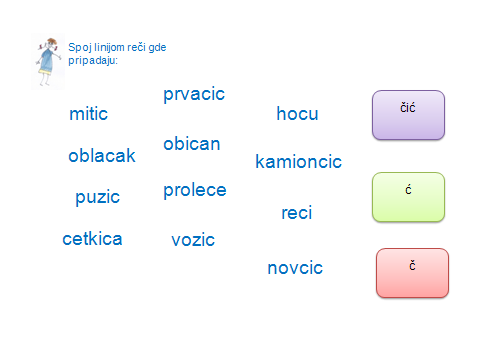 Spoj linijom reči gde
pripadaju:
prvacic
mitic
hocu
čić
obican
oblacak
kamioncic
prolece
ć
puzic
reci
cetkica
vozic
novcic
č